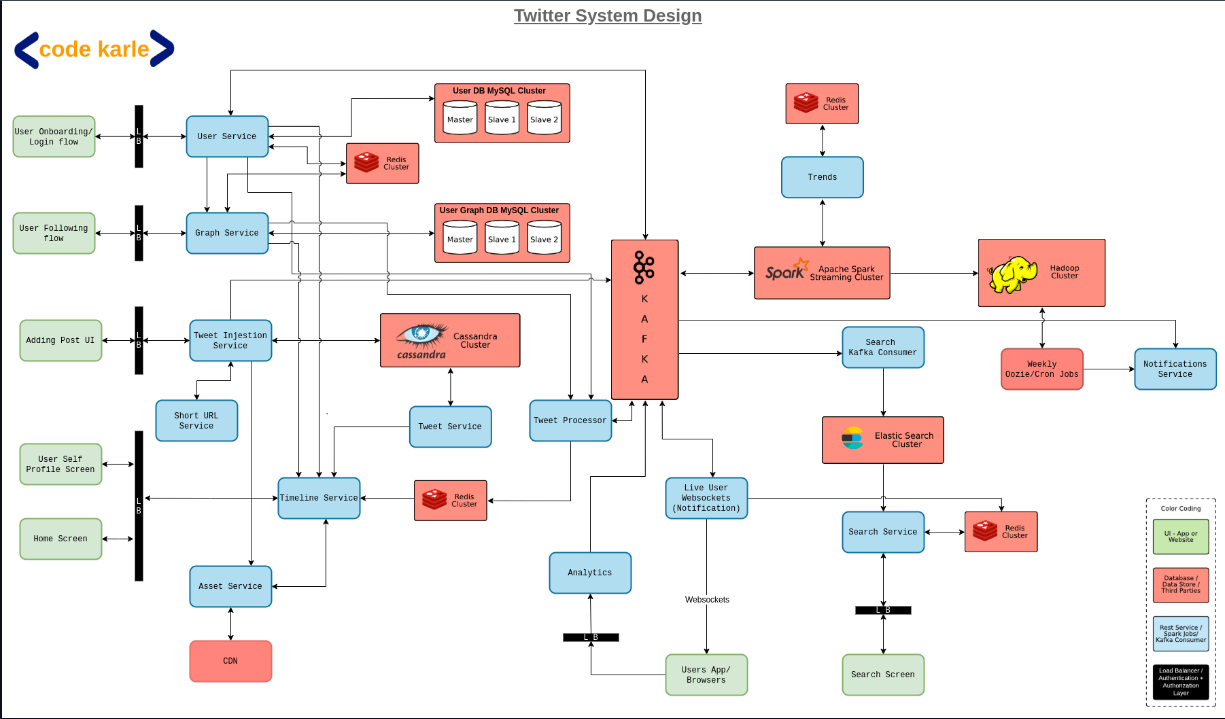 Twitter System Design
code karle
User DB MySQL Cluster
Master
Slave 1
Slave 2
Redis
Cluster
User Onboarding/
Login flow
L
B
User Service
Redis
Cluster
Trends
User Following
flow
L
B
Graph Service
User Graph DB MySQL Cluster
Master
Slave 1
Slave 2
K
A
F
K
A
Spark
Apache Spark
Streaming Cluster
Hadoop
Cluster
Adding Post UI
L
B
Tweet Injestion
Service
cassandra
Cassandra
Cluster
Search
Kafka Consumer
Weekly
Oozie/Cron Jobs
Notifications
Service
Short URL
Service
Tweet Service
Tweet Processor
Elastic Search
Cluster
User Self
Profile Screen
L
B
Home Screen
Timeline Service
Redis
Cluster
Live User
Websockets
(Notification)
Search Service
Redis
Cluster
Asset Service
Analytics
Websockets
L B
L B
CDN
Users App/
Browsers
Search Screen
Color Coding
UI - App or
Website
Database /
Data Store /
Third Parties
Rest Service /
Spark Jobs/
Kafka Consumer
Load Balancer /
Authentication +
Authorization
Layer